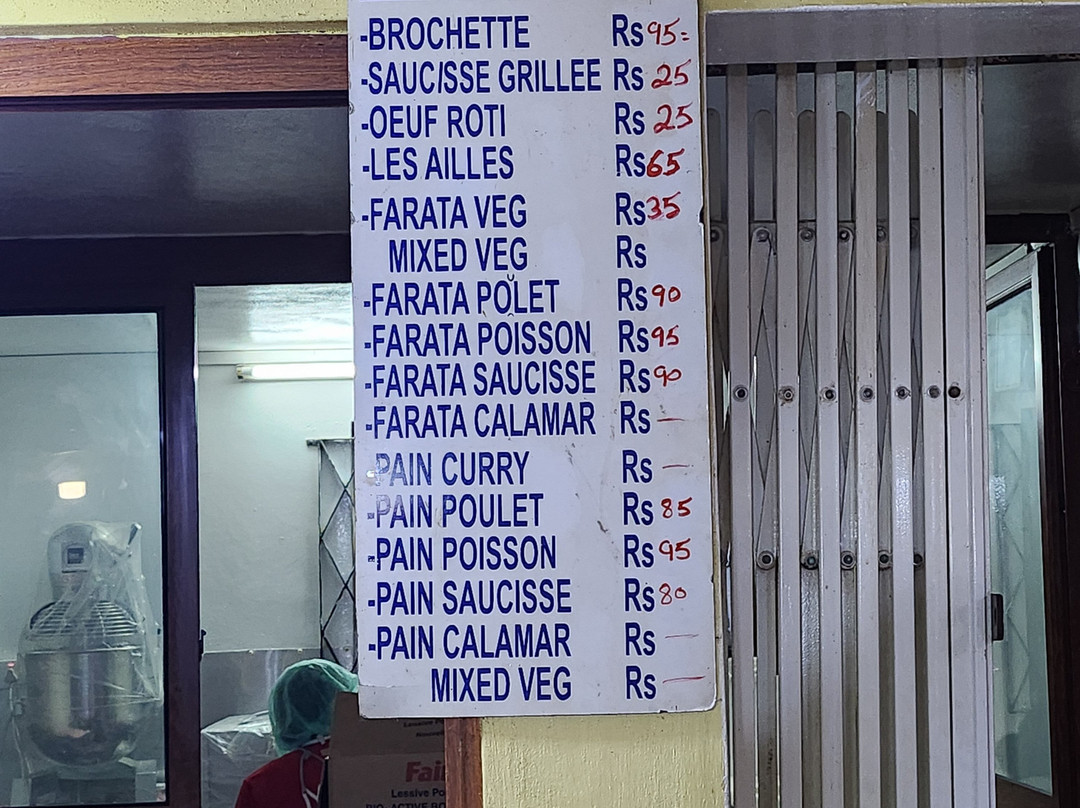 -BROCHETTE Rs 95=
-SAUCISSE GRILLEE Rs 25
-OEUF ROTI Rs 25
-LES AILLES Rs 65
-FARATA VEG Rs 35
MIXED VEG Rs
-FARATA POLET Rs 90
-FARATA POISSON Rs 95
-FARATA SAUCISSE Rs 90
-FARATA CALAMAR Rs —
-PAIN CURRY Rs —
-PAIN POULET Rs 85
-PAIN POISSON Rs 95
-PAIN SAUCISSE Rs 80
-PAIN CALAMAR Rs —
MIXED VEG Rs —
Lessive